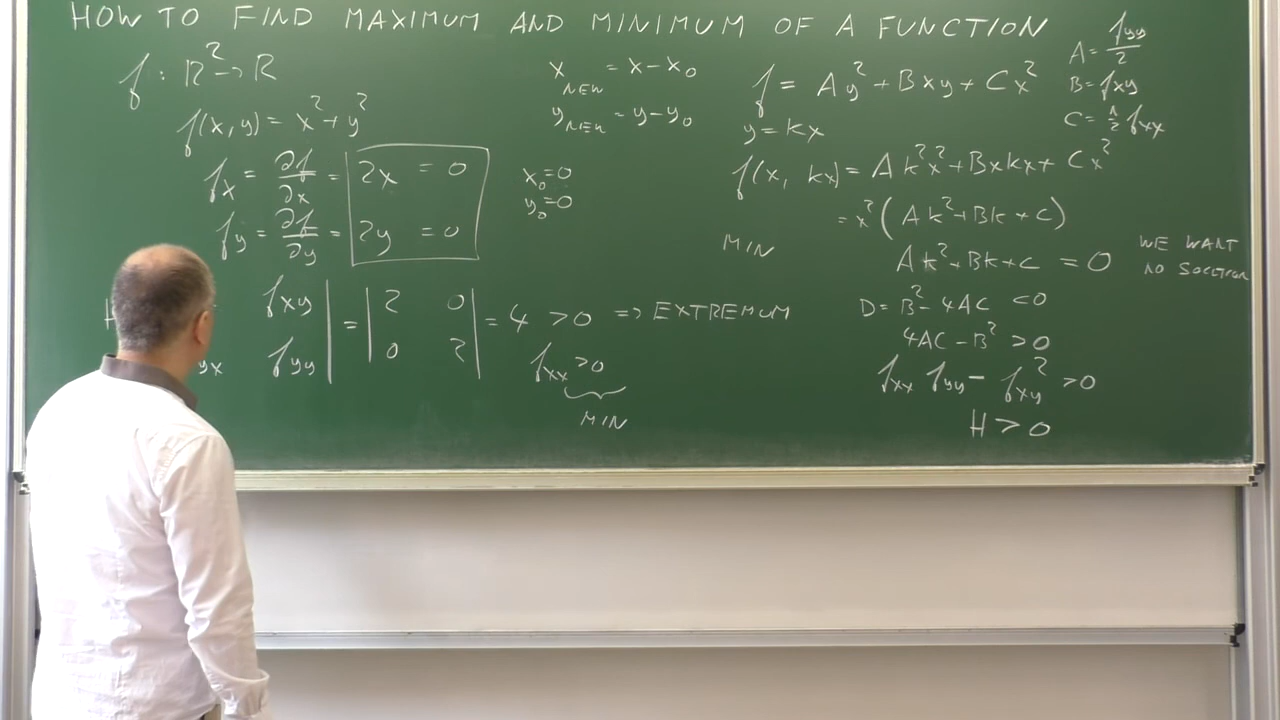 HOW TO FIND MAXIMUM AND MINIMUM OF A FUNCTION
f : R² → R
f(x,y) = x² + y²
fx = ∂f/∂x = 2x = 0
fy = ∂f/∂y = 2y = 0
x₀=0
y₀=0
H
fxy
yx fyy
= | 2 0 |
| 0 2 |
= 4 > 0 => EXTREMUM
fxx > 0
MIN
x NEW = x - x₀
y NEW = y - y₀
f = Ay² + Bxy + Cx²
y = kx
f(x, kx) = Ak²x² + Bxkx + Cx²
= x² (Ak² + Bk + C)
MIN
Ak² + Bk + C = 0
D = B² - 4AC < 0
4AC - B² > 0
fxx fyy - fxy² > 0
H > 0
A = fyy/2
B = fxy
C = ½ fxx
WE WANT
NO SOLUTION